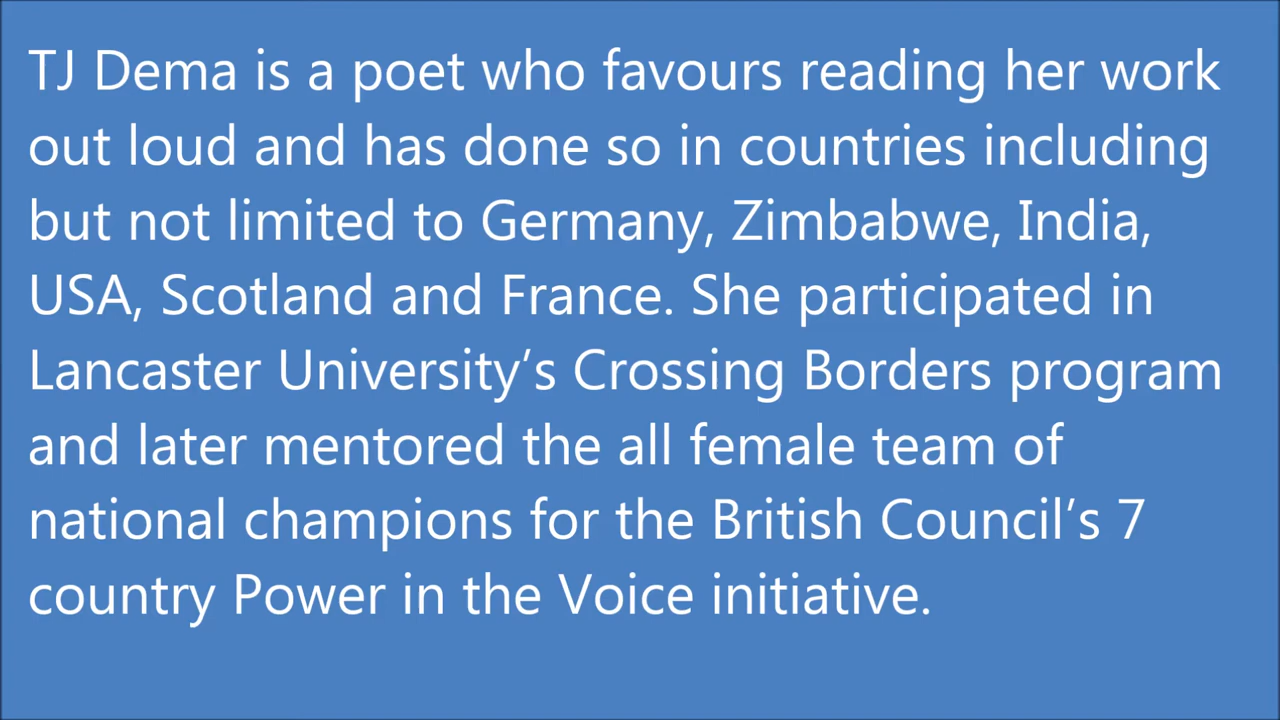 TJ Dema is a poet who favours reading her work
out loud and has done so in countries including
but not limited to Germany, Zimbabwe, India,
USA, Scotland and France. She participated in
Lancaster University’s Crossing Borders program
and later mentored the all female team of
national champions for the British Council’s 7
country Power in the Voice initiative.